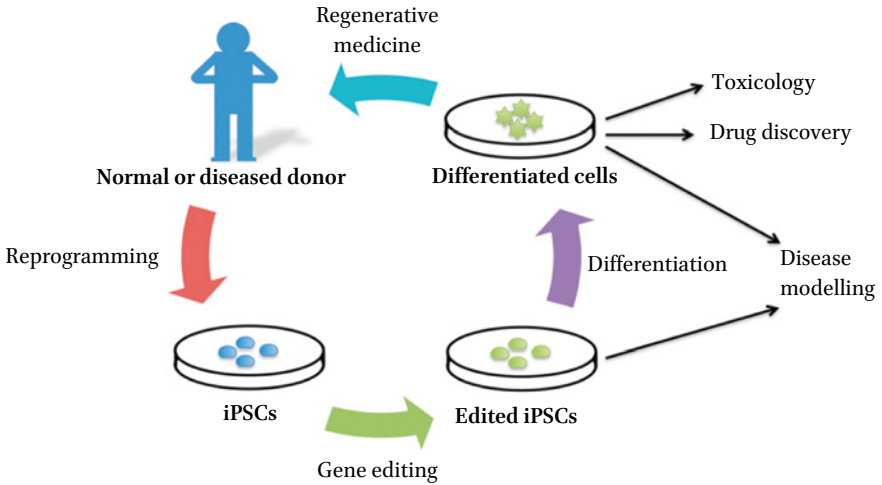 Regenerative
medicine
Toxicology
Drug discovery
Normal or diseased donor
Differentiated cells
Reprogramming
Differentiation
Disease
modelling
iPSCs
Edited iPSCs
Gene editing